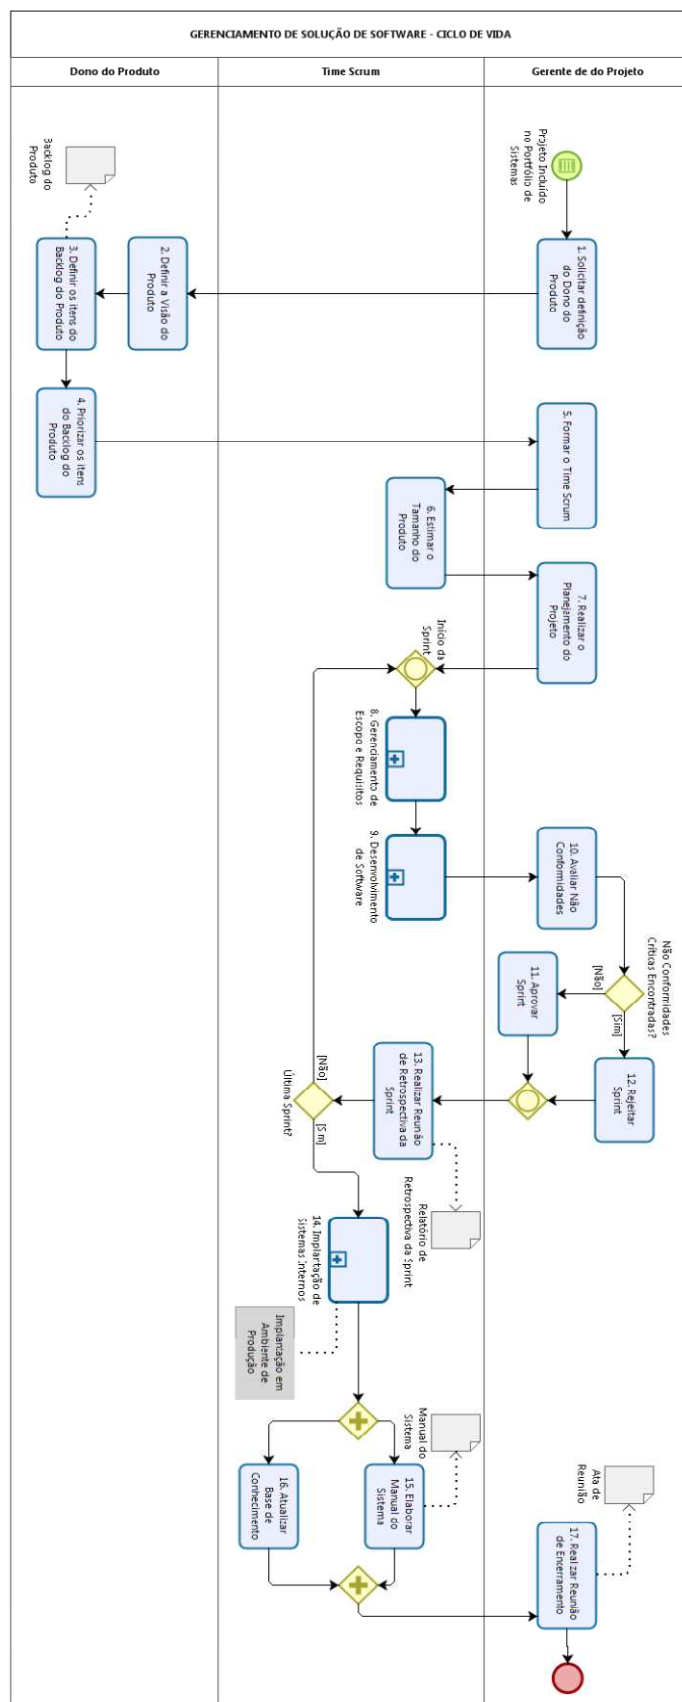 GERENCIAMENTO DE SOLUÇÃO DE SOFTWARE - CICLO DE VIDA
Dono do Produto
Time Scrum
Gerente de do Projeto
Projeto Incluído
no Portfólio de
Sistemas
1. Solicitar definição
do Dono do
Produto
2. Definir a Visão do
Produto
3. Definir os itens do
Backlog do Produto
Backlog do
Produto
4. Priorizar os itens
do Backlog do
Produto
5. Formar o Time Scrum
6. Estimar o
Tamanho do
Produto
7. Realizar o
Planejamento do
Projeto
Início da
Sprint
8. Gerenciamento de
Escopo e Requisitos
9. Desenvolvimento
de Software
10. Avaliar Não
Conformidades
Não Conformidades
Críticas Encontradas?
[Não]
[Sim]
11. Aprovar
Sprint
12. Rejeitar
Sprint
13. Realizar Reunião
de Retrospectiva da
Sprint
Relatório de
Retrospectiva da Sprint
Última Sprint?
[Não]
[Sim]
14. Implantação de
Sistemas Internos
Implantação em
Ambiente de
Produção
15. Elaborar
Manual do
Sistema
Manual do
Sistema
16. Atualizar
Base de
Conhecimento
17. Realizar Reunião
de Encerramento
Ata de
Reunião